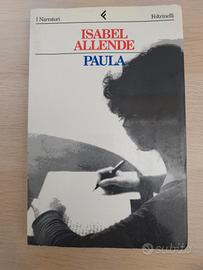 I Narratori
Feltrinelli
ISABEL
ALLENDE
PAULA
subito